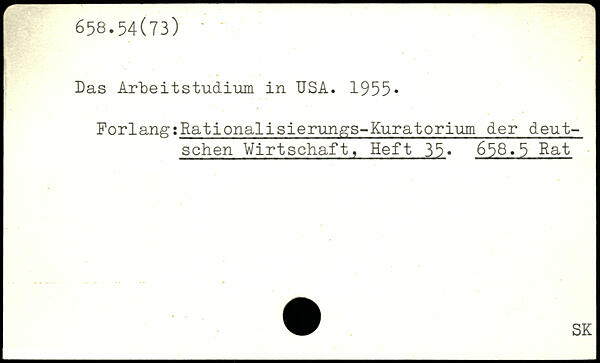 658.54(73)
Das Arbeitstudium in USA. 1955.
Forlang:Rationalisierungs-Kuratorium der deut-
schen Wirtschaft, Heft 35. 658.5 Rat
SK